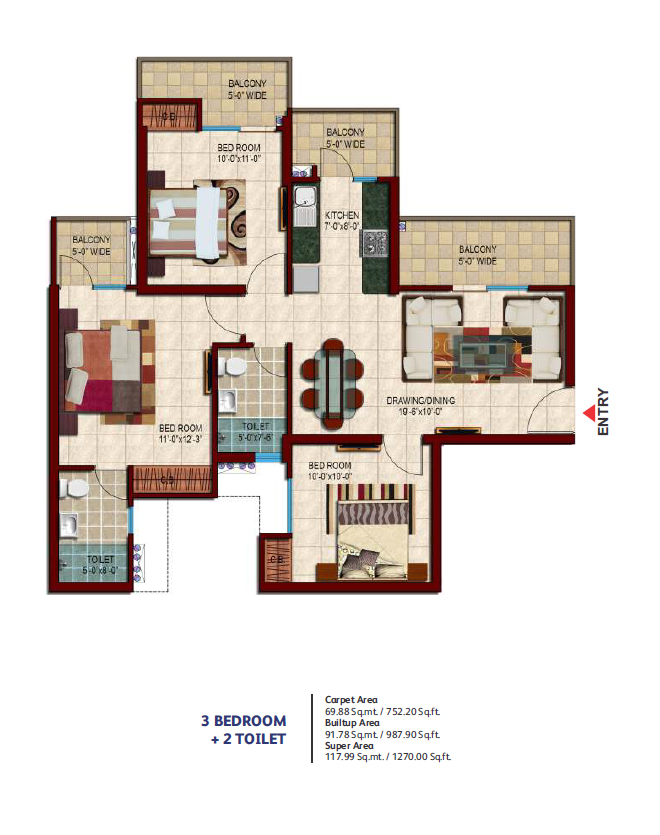 BALCONY
5'-0" WIDE
C.B.
BALCONY
5'-0" WIDE
BED ROOM
10'-0"x11'-0"
KITCHEN
7'-0"x8'-0"
BALCONY
5'-0" WIDE
BALCONY
5'-0" WIDE
DRAWING/DINING
19'-6"x10'-0"
ENTRY
BED ROOM
11'-0"x12'-3"
TOILET
5'-0"x7'-6"
BED ROOM
10'-0"x10'-0"
C.B.
TOILET
5'-0"x8'-0"
C.B.
3 BEDROOM
+ 2 TOILET
Carpet Area
69.88 Sq.mt. / 752.20 Sq.ft.
Builtup Area
91.78 Sq.mt. / 987.90 Sq.ft.
Super Area
117.99 Sq.mt. / 1270.00 Sq.ft.